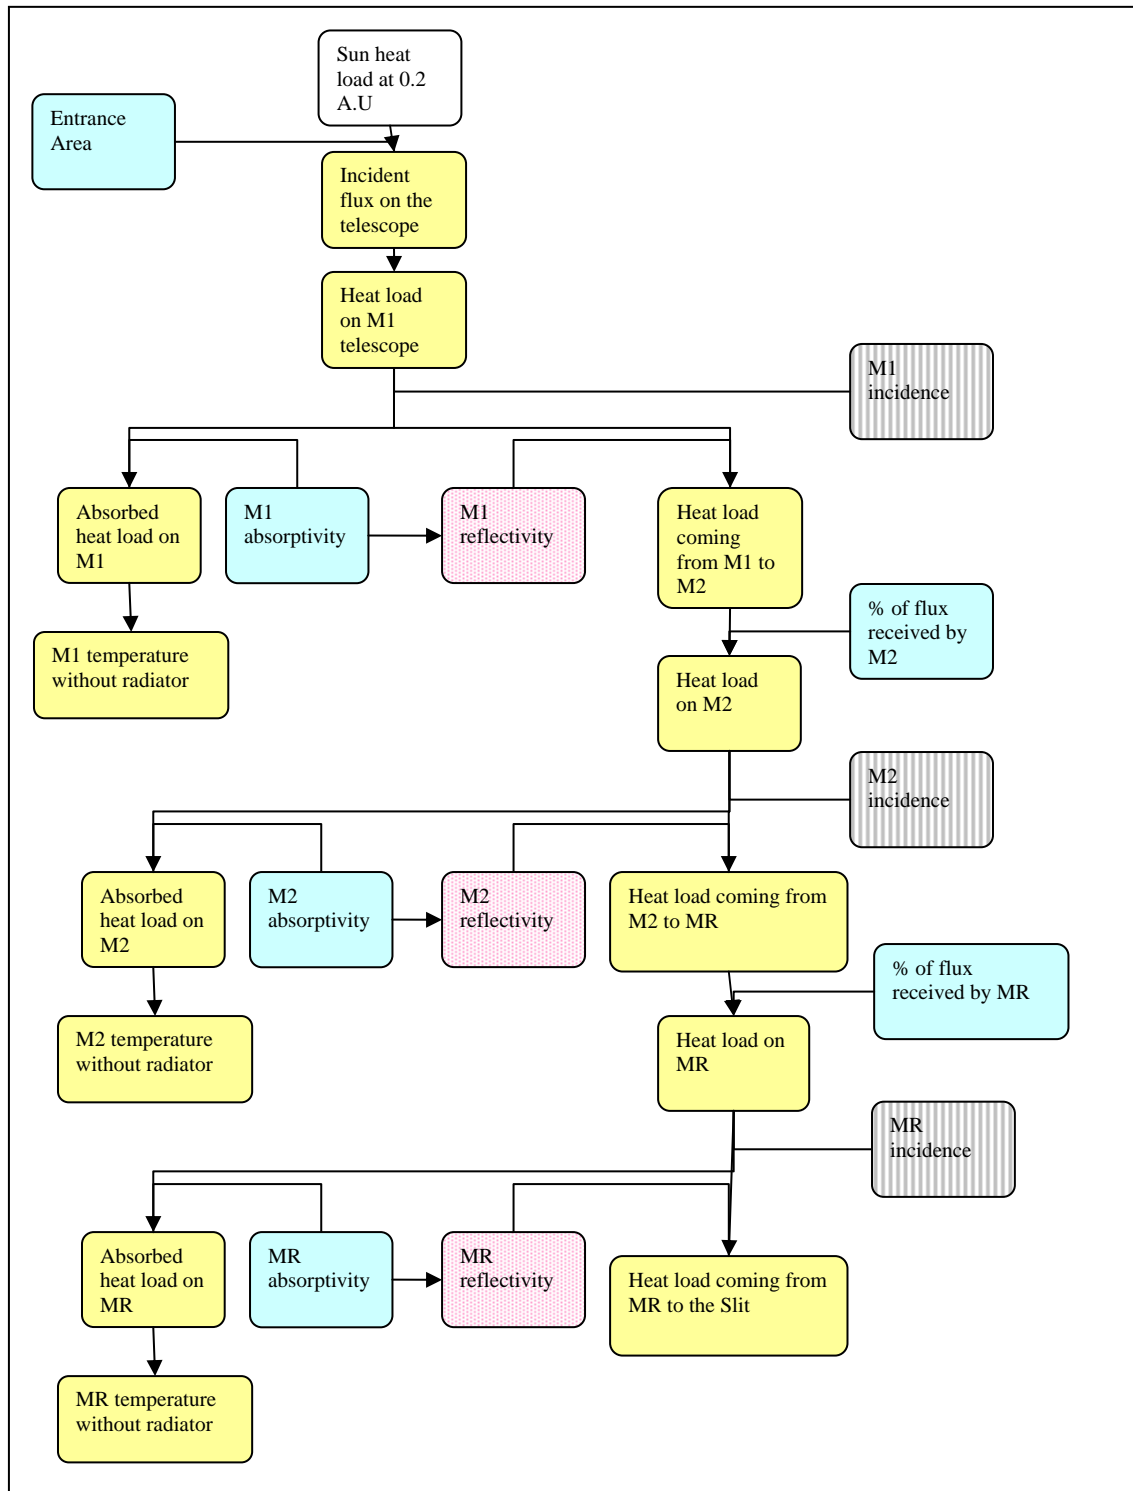 Sun heat
load at 0.2
A.U
Entrance
Area
Incident
flux on the
telescope
Heat load
on M1
telescope
M1
incidence
Absorbed
heat load on
M1
M1
absorptivity
M1
reflectivity
Heat load
coming
from M1 to
M2
% of flux
received by
M2
M1 temperature
without radiator
Heat load
on M2
M2
incidence
Absorbed
heat load on
M2
M2
absorptivity
M2
reflectivity
Heat load coming from
M2 to MR
% of flux
received by MR
M2 temperature
without radiator
Heat load on
MR
MR
incidence
Absorbed
heat load on
MR
MR
absorptivity
MR
reflectivity
Heat load coming from
MR to the Slit
MR temperature
without radiator